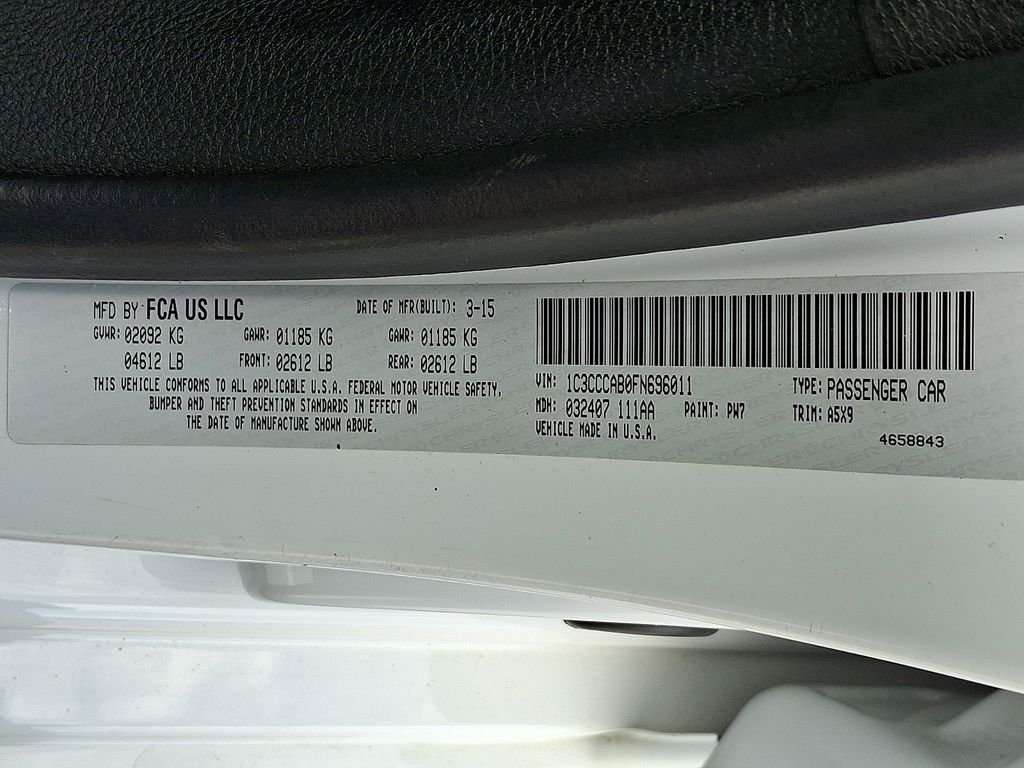 MFD BY FCA US LLC DATE OF MFR(BUILT): 3-15
GVWR: 02092 KG GAWR: 01185 KG GAWR: 01185 KG
04612 LB FRONT: 02612 LB REAR: 02612 LB
THIS VEHICLE CONFORMS TO ALL APPLICABLE U.S.A. FEDERAL MOTOR VEHICLE SAFETY,
BUMPER AND THEFT PREVENTION STANDARDS IN EFFECT ON
THE DATE OF MANUFACTURE SHOWN ABOVE.
VIN: 1C3CCCAB0FN696011 TYPE: PASSENGER CAR
MDH: 032407 111AA PAINT: PW7 TRIM: A5X9
VEHICLE MADE IN U.S.A.
4658843